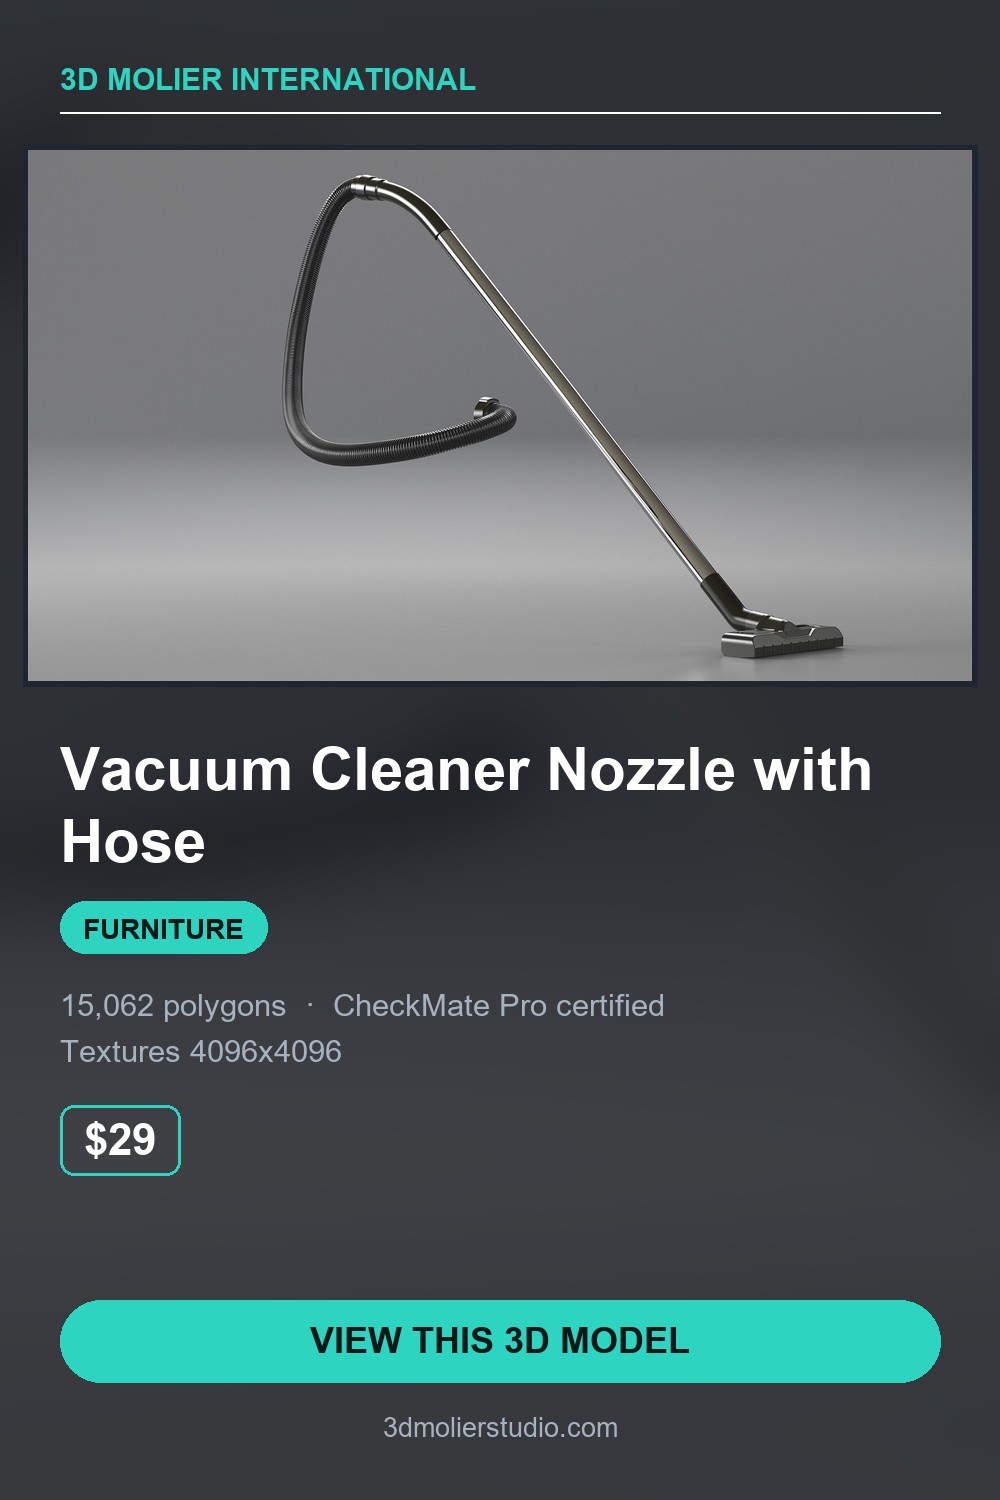 3D MOLIER INTERNATIONAL
Vacuum Cleaner Nozzle with
Hose
FURNITURE
15,062 polygons · CheckMate Pro certified
Textures 4096x4096
$29
VIEW THIS 3D MODEL
3dmolierstudio.com